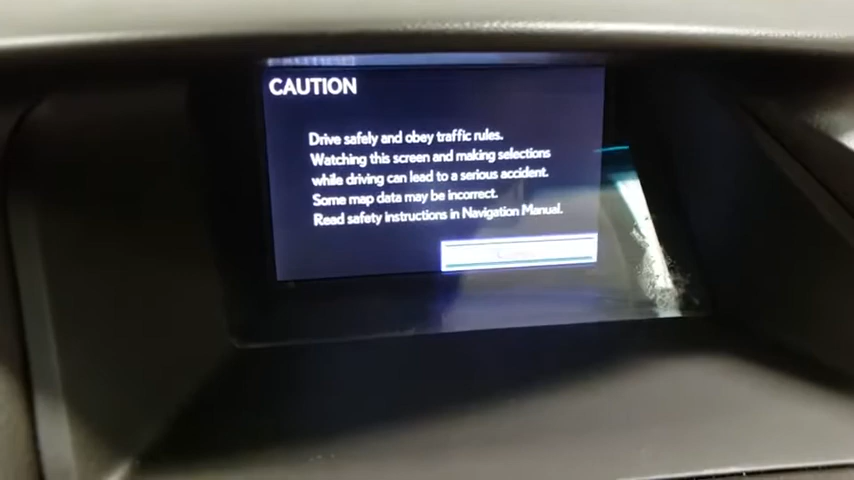 CAUTION
Drive safely and obey traffic rules.
Watching this screen and making selections
while driving can lead to a serious accident.
Some map data may be incorrect.
Read safety instructions in Navigation Manual.